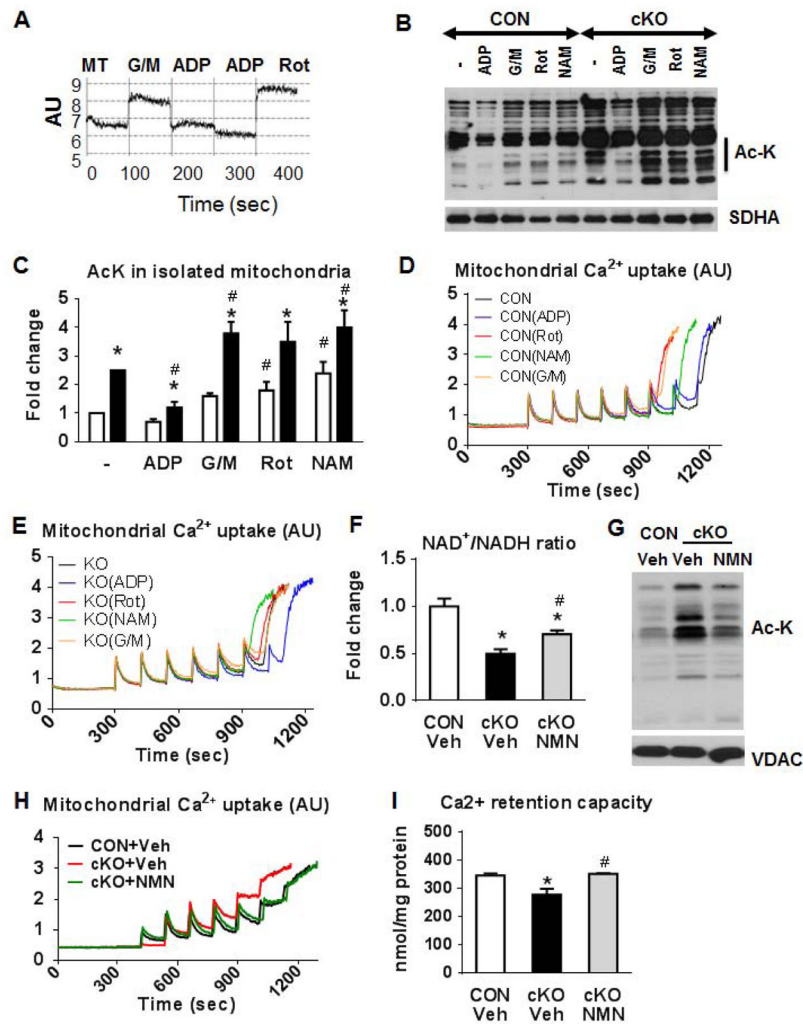 A
MT G/M ADP ADP Rot
AU
9
8
7
6
5
0 100 200 300 400
Time (sec)
B
CON cKO
- ADP G/M Rot NAM - ADP G/M Rot NAM
Ac-K
SDHA
C
AcK in isolated mitochondria
Fold change
5
4
3
2
1
0
* # * # * # * # # *
- ADP G/M Rot NAM
D
Mitochondrial Ca2+ uptake (AU)
CON
CON(ADP)
CON(Rot)
CON(NAM)
CON(G/M)
5
4
3
2
1
0
0 300 600 900 1200
Time (sec)
E
Mitochondrial Ca2+ uptake (AU)
KO
KO(ADP)
KO(Rot)
KO(NAM)
KO(G/M)
5
4
3
2
1
0
0 300 600 900 1200
Time (sec)
F
NAD+/NADH ratio
Fold change
1.5
1.0
0.5
0.0
* # *
CON cKO cKO
Veh Veh NMN
G
CON cKO
Veh Veh NMN
Ac-K
VDAC
H
Mitochondrial Ca2+ uptake (AU)
CON+Veh
cKO+Veh
cKO+NMN
4
3
2
1
0
0 300 600 900 1200
Time (sec)
I
Ca2+ retention capacity
nmol/mg protein
500
400
300
200
100
0
* #
CON cKO cKO
Veh Veh NMN